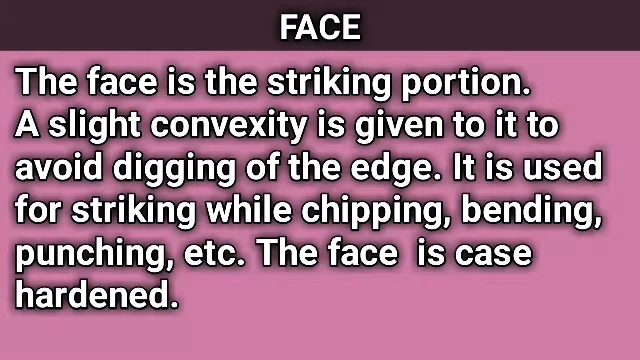 FACE
The face is the striking portion.
A slight convexity is given to it to
avoid digging of the edge. It is used
for striking while chipping, bending,
punching, etc. The face  is case
hardened.